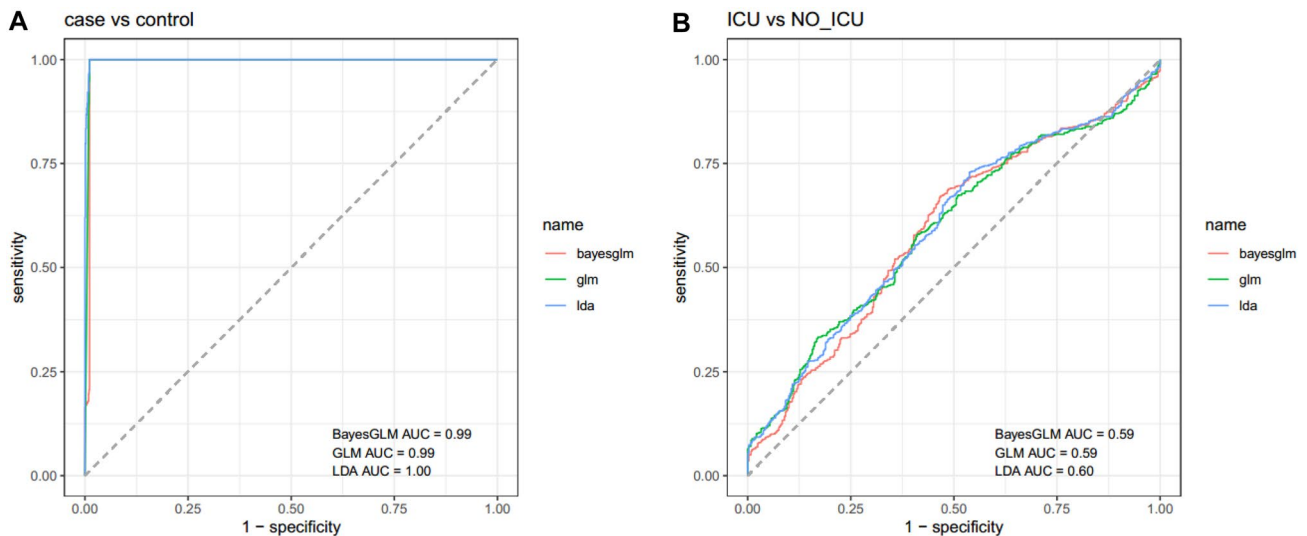 A
case vs control
1.00
0.75
0.50
0.25
0.00
sensitivity
BayesGLM AUC = 0.99
GLM AUC = 0.99
LDA AUC = 1.00
0.00 0.25 0.50 0.75 1.00
1 − specificity
name
bayesglm
glm
lda
B
ICU vs NO_ICU
1.00
0.75
0.50
0.25
0.00
sensitivity
BayesGLM AUC = 0.59
GLM AUC = 0.59
LDA AUC = 0.60
0.00 0.25 0.50 0.75 1.00
1 − specificity
name
bayesglm
glm
lda